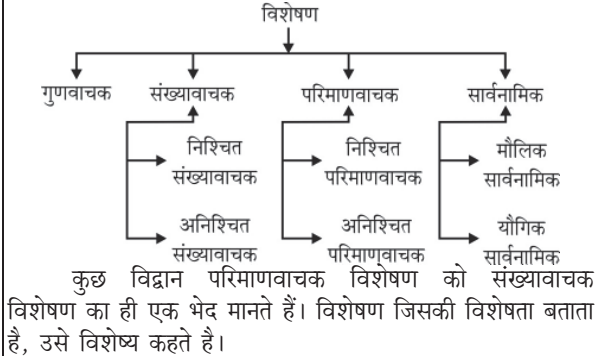 विशेषण
गुणवाचक संख्यावाचक परिमाणवाचक सार्वनामिक
निश्चित निश्चित मौलिक
संख्यावाचक परिमाणवाचक सार्वनामिक
अनिश्चित अनिश्चित यौगिक
संख्यावाचक परिमाणवाचक सार्वनामिक
कुछ विद्वान परिमाणवाचक विशेषण को संख्यावाचक
विशेषण का ही एक भेद मानते हैं। विशेषण जिसकी विशेषता बताता
है, उसे विशेष्य कहते है।